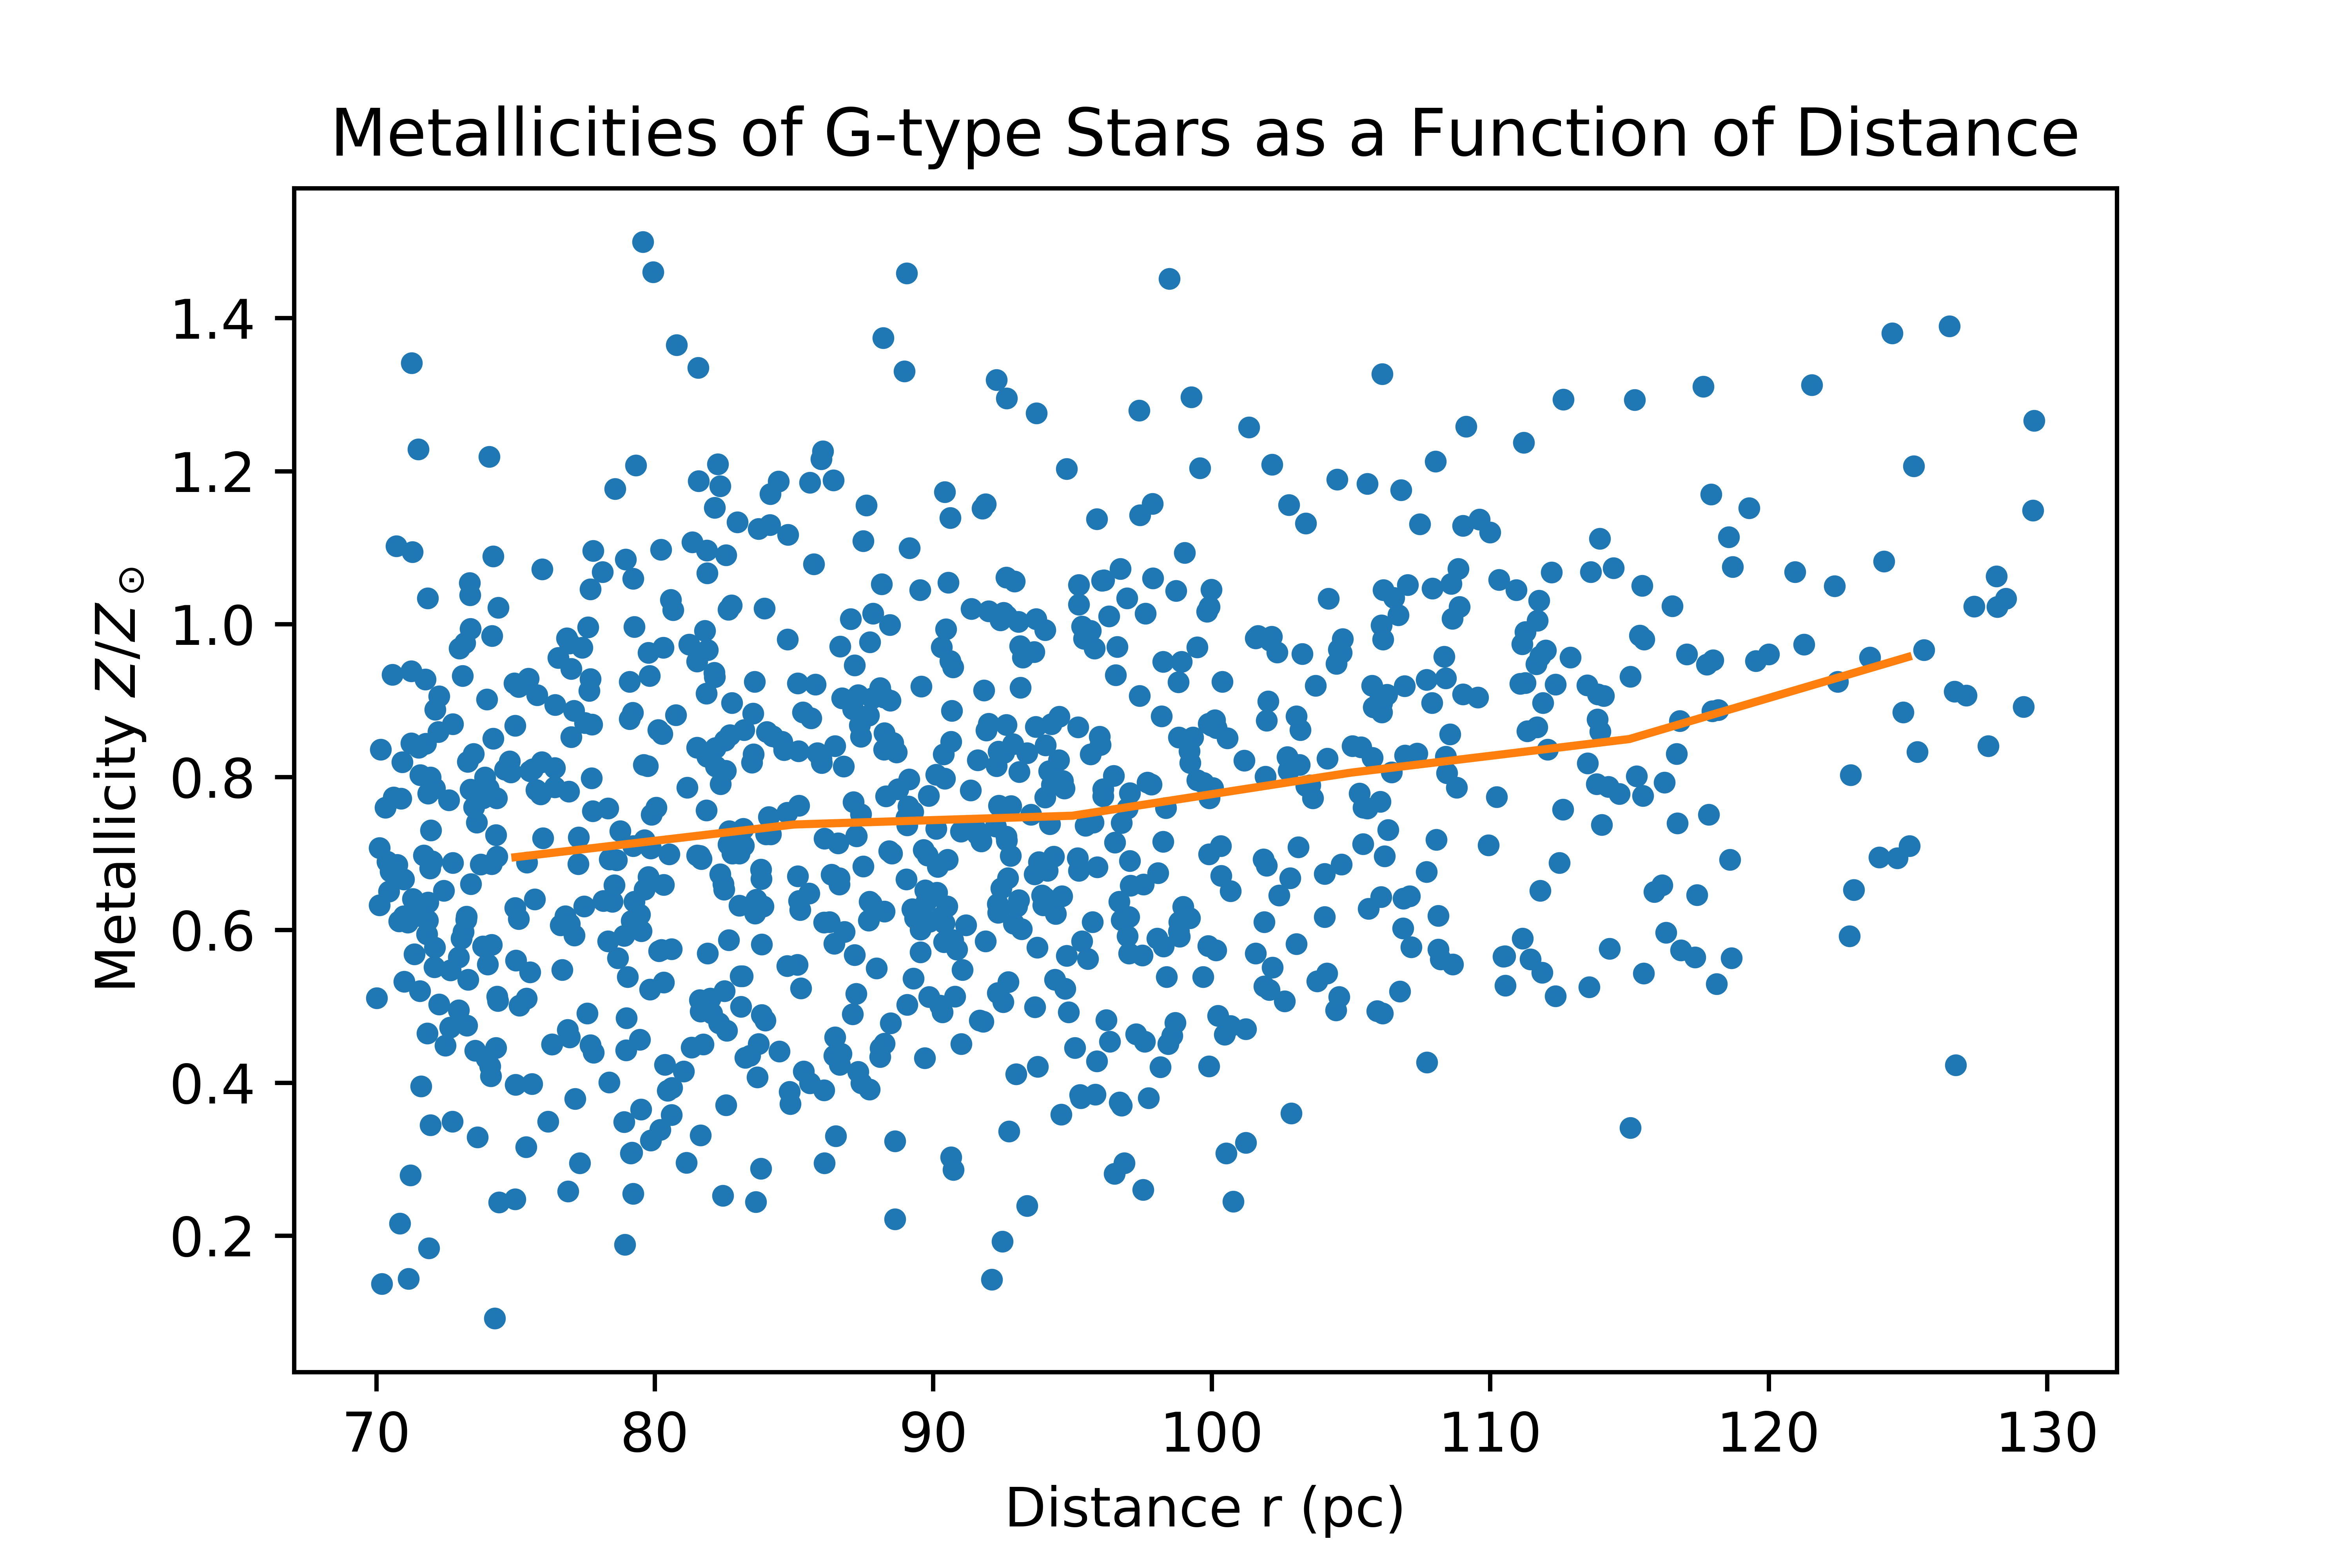 Metallicities of G-type Stars as a Function of Distance
Metallicity Z/Z☉
1.4
1.2
1.0
0.8
0.6
0.4
0.2
70 80 90 100 110 120 130
Distance r (pc)